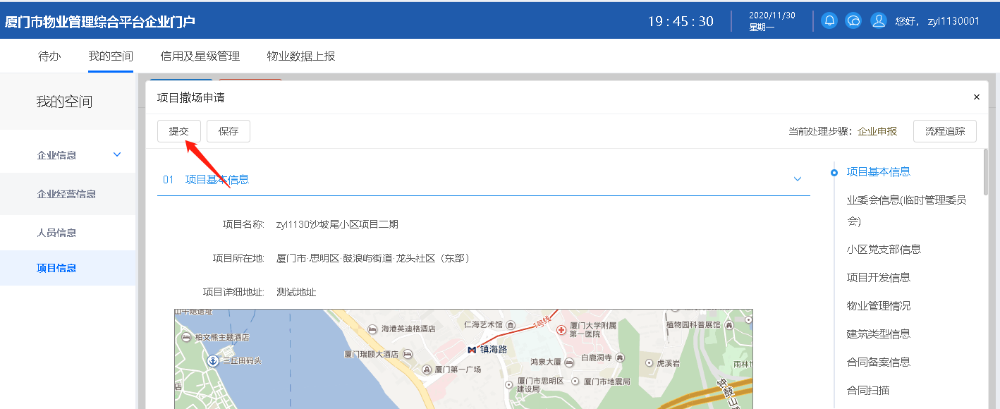 厦门市物业管理综合平台企业门户
19:45:30
2020/11/30
星期一
您好, zyl1130001
待办 我的空间 信用及星级管理 物业数据上报
我的空间
企业信息
企业经营信息
人员信息
项目信息
项目撤场申请
×
提交 保存
当前处理步骤: 企业申报 流程追踪
01 项目基本信息
项目名称: zyl1130沙坡尾小区项目二期
项目所在地: 厦门市·思明区·鼓浪屿街道·龙头社区（东部）
项目详细地址: 测试地址
柏文熊主题酒店
三丘田码头
海港英迪格酒店
厦门瑞颐大酒店
厦门第一广场
仁海艺术馆
1号线
镇海路
厦门大学附属
第一医院
鸿泉大厦
白鹿洞寺
厦门市思明区
建设局
厦门市地震局
植物园科普展馆
虎溪岩
雨林世
钟鼓山
店
项目基本信息
业委会信息(临时管理委员
会)
小区党支部信息
项目开发信息
物业管理情况
建筑类型信息
合同备案信息
合同扫描